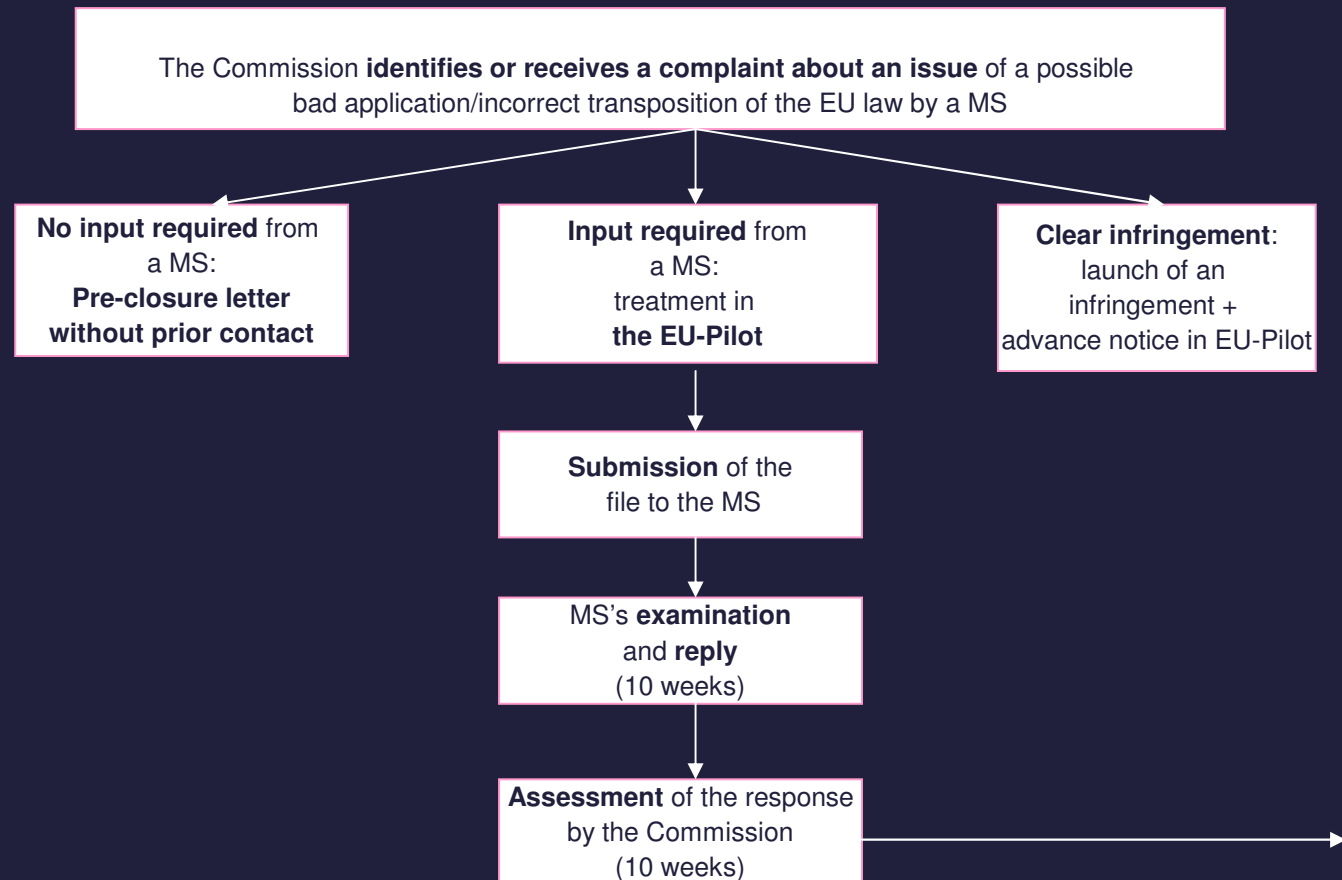 The Commission identifies or receives a complaint about an issue of a possible
bad application/incorrect transposition of the EU law by a MS
No input required from
a MS:
Pre-closure letter
without prior contact
Input required from
a MS:
treatment in
the EU-Pilot
Clear infringement:
launch of an
infringement +
advance notice in EU-Pilot
Submission of the
file to the MS
MS’s examination
and reply
(10 weeks)
Assessment of the response
by the Commission
(10 weeks)